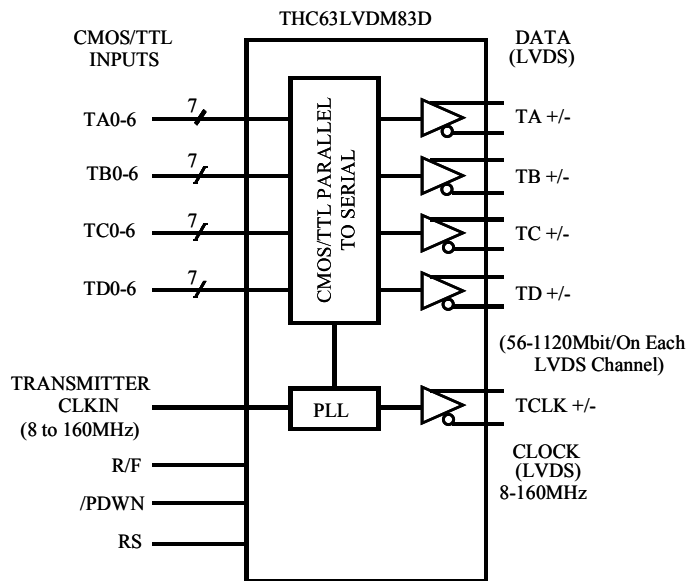 THC63LVDM83D
CMOS/TTL
INPUTS
DATA
(LVDS)
TA0-6
7
TA +/-
TB0-6
7
TB +/-
TC0-6
7
TC +/-
TD0-6
7
TD +/-
CMOS/TTL PARALLEL
TO SERIAL
(56-1120Mbit/On Each
LVDS Channel)
TRANSMITTER
CLKIN
(8 to 160MHz)
PLL
TCLK +/-
CLOCK
(LVDS)
8-160MHz
R/F
/PDWN
RS